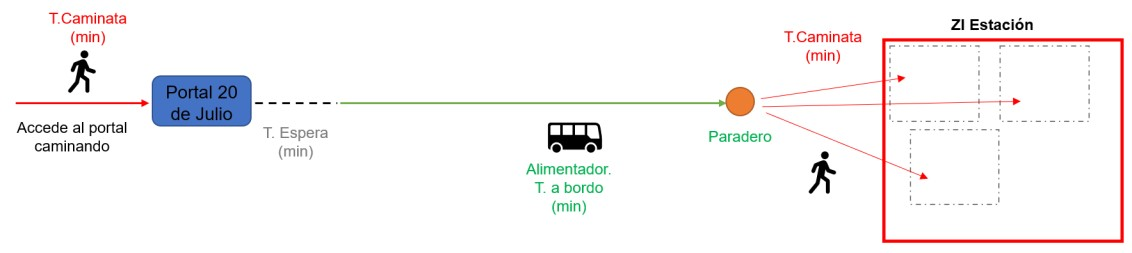 T.Caminata
(min)
Accede al portal
caminando
Portal 20
de Julio
T. Espera
(min)
Alimentador.
T. a bordo
(min)
Paradero
T.Caminata
(min)
ZI Estación